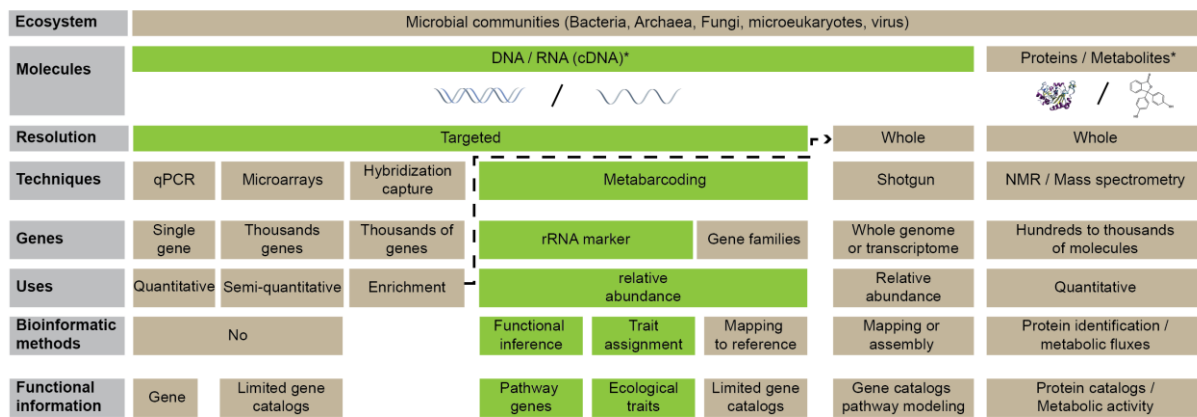 Ecosystem
Microbial communities (Bacteria, Archaea, Fungi, microeukaryotes, virus)
Molecules
DNA / RNA (cDNA)*
Proteins / Metabolites*
/
/
Resolution
Targeted
Whole
Whole
Techniques
qPCR
Microarrays
Hybridization
capture
Metabarcoding
Shotgun
NMR / Mass spectrometry
Genes
Single
gene
Thousands
genes
Thousands of
genes
rRNA marker
Gene families
Whole genome
or transcriptome
Hundreds to thousands
of molecules
Uses
Quantitative
Semi-quantitative
Enrichment
relative
abundance
Relative
abundance
Quantitative
Bioinformatic
methods
No
Functional
inference
Trait
assignment
Mapping
to reference
Mapping or
assembly
Protein identification /
metabolic fluxes
Functional
information
Gene
Limited gene
catalogs
Pathway
genes
Ecological
traits
Limited gene
catalogs
Gene catalogs
pathway modeling
Protein catalogs /
Metabolic activity